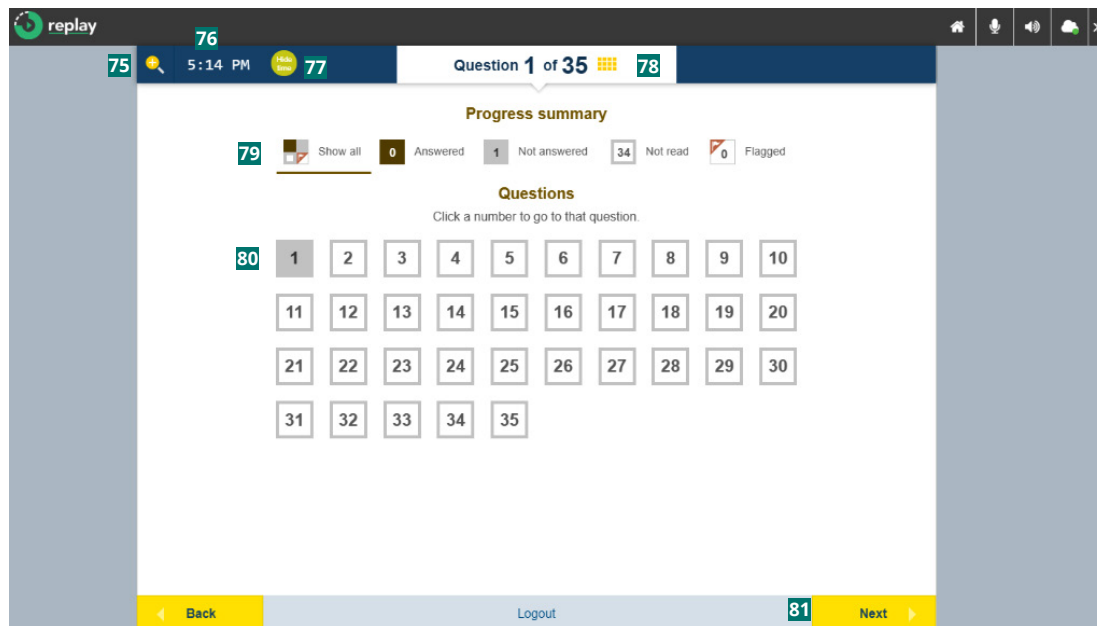 replay
76
75 5:14 PM Hide time 77 Question 1 of 35 78
Progress summary
79 Show all 0 Answered 1 Not answered 34 Not read 0 Flagged
Questions
Click a number to go to that question.
80 1 2 3 4 5 6 7 8 9 10
11 12 13 14 15 16 17 18 19 20
21 22 23 24 25 26 27 28 29 30
31 32 33 34 35
Back Logout 81 Next